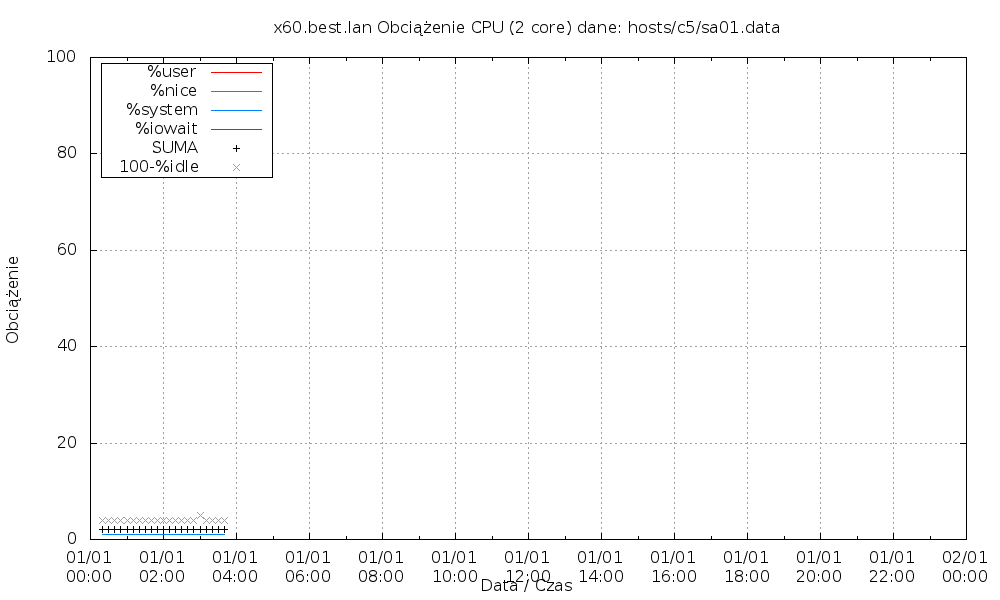 x60.best.lan Obciążenie CPU (2 core) dane: hosts/c5/sa01.data
100
80
60
40
20
0
Obciążenie
%user
%nice
%system
%iowait
SUMA
100-%idle
01/01 01/01 01/01 01/01 01/01 01/01 01/01 01/01 01/01 01/01 01/01 01/01 02/01
00:00 02:00 04:00 06:00 08:00 10:00 12:00 14:00 16:00 18:00 20:00 22:00 00:00
Data / Czas